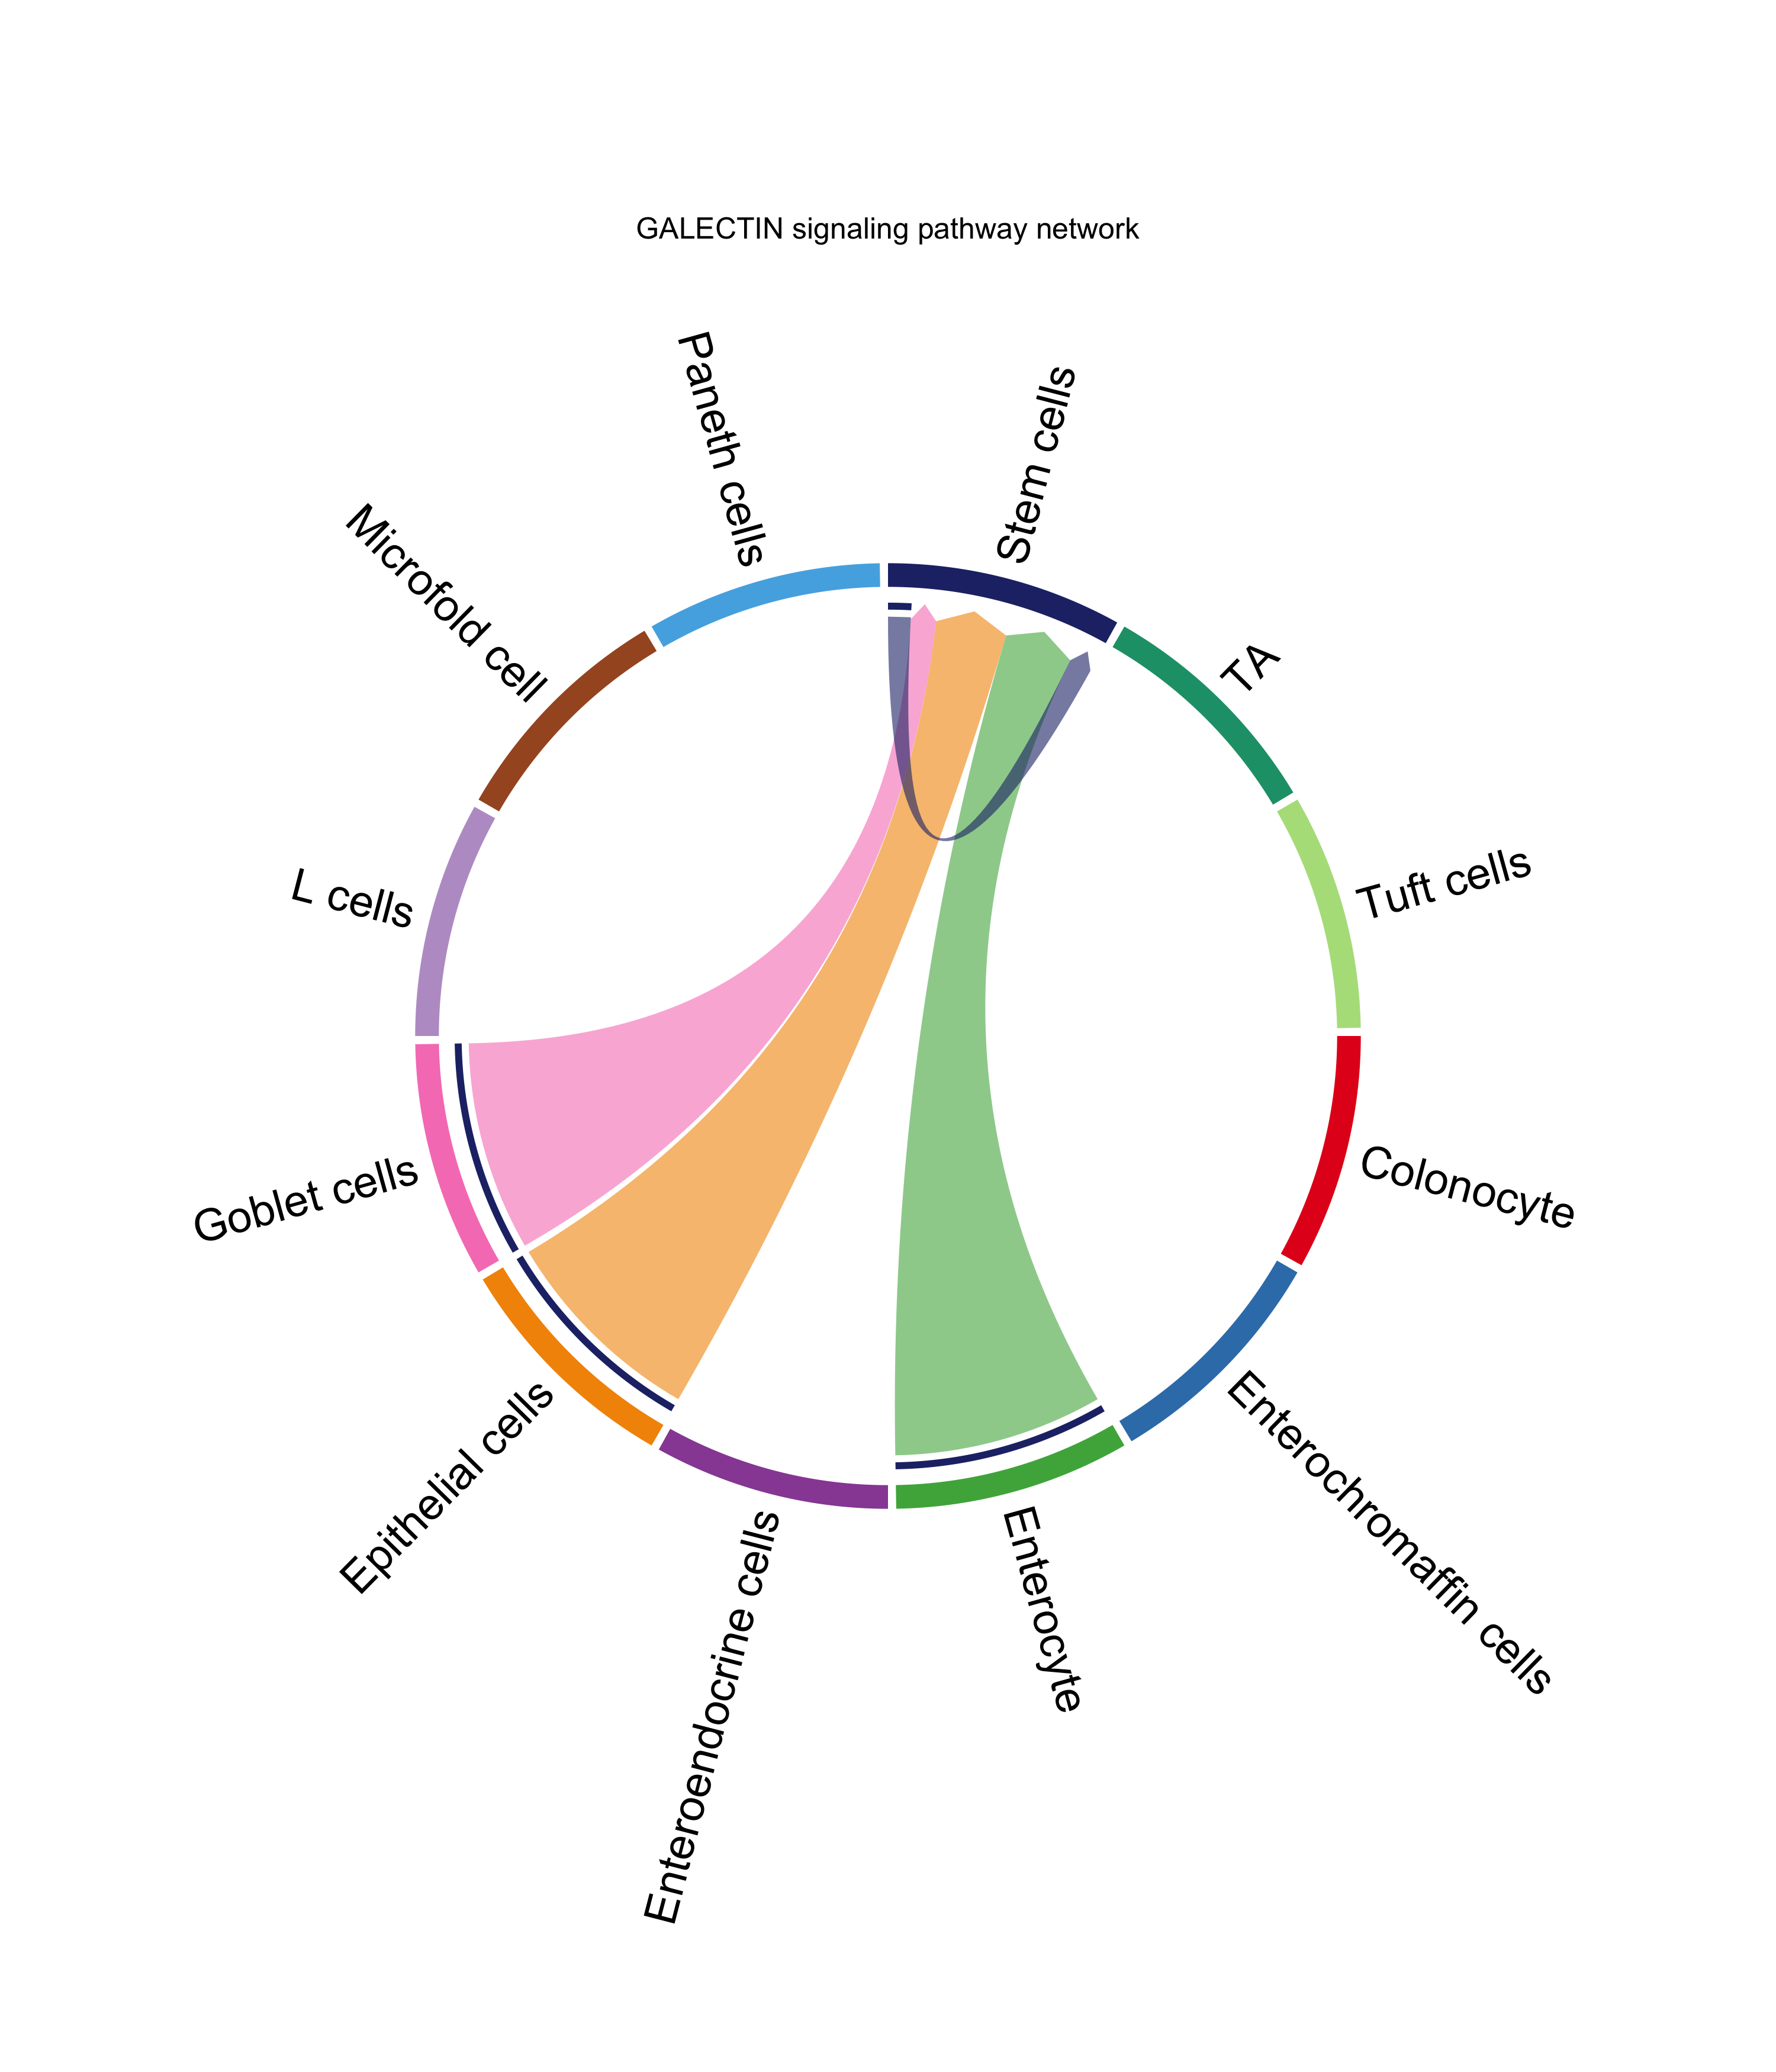 GALECTIN signaling pathway network
Paneth cells
Stem cells
Microfold cell
TA
L cells
Tuft cells
Goblet cells
Colonocyte
Epithelial cells
Enterochromaffin cells
Enteroendocrine cells
Enterocyte